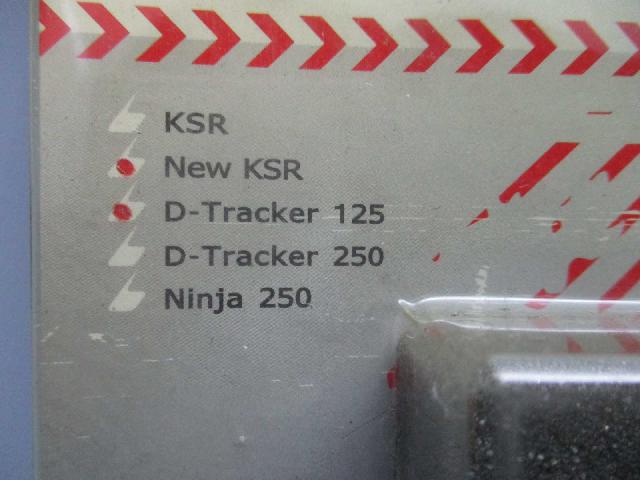 KSR
New KSR
D-Tracker 125
D-Tracker 250
Ninja 250